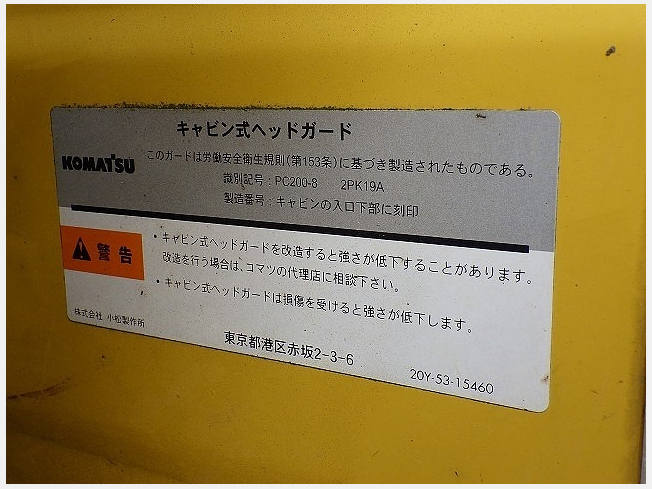 キャビン式ヘッドガード
KOMATSU
このガードは労働安全衛生規則(第153条)に基づき製造されたものである。
識別記号：PC200-8 2PK19A
製造番号：キャビンの入口下部に刻印
警告
・キャビン式ヘッドガードを改造すると強さが低下することがあります。
改造を行う場合は、コマツの代理店に相談下さい。
・キャビン式ヘッドガードは損傷を受けると強さが低下します。
株式会社 小松製作所
東京都港区赤坂2-3-6
20Y-53-15460